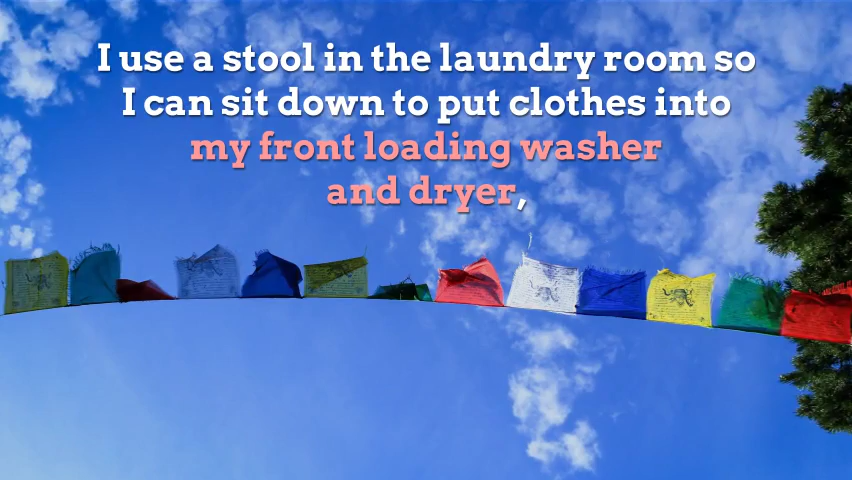 I use a stool in the laundry room so
I can sit down to put clothes into
my front loading washer
and dryer,